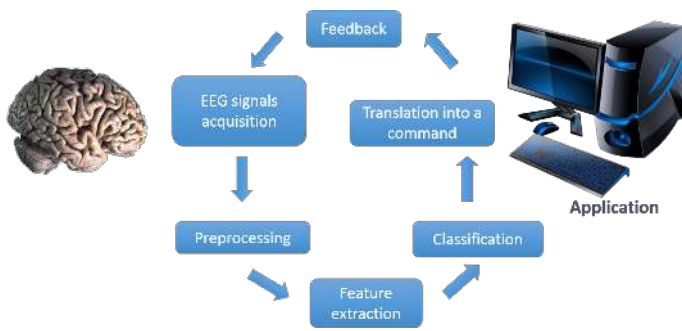 Feedback
EEG signals
acquisition
Translation into a
command
Application
Preprocessing
Classification
Feature
extraction